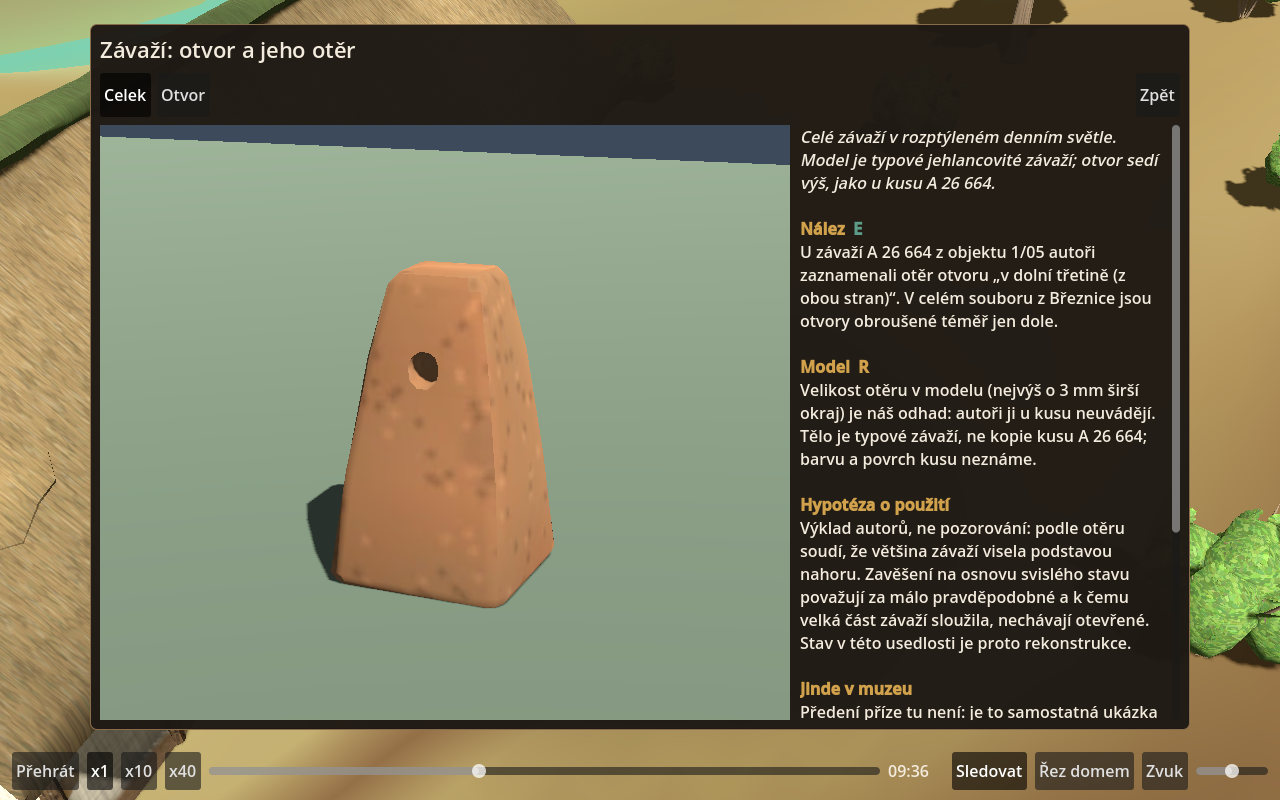 Závaží: otvor a jeho otěr
Celek Otvor Zpět
Celé závaží v rozptýleném denním světle.
Model je typové jehlancovité závaží; otvor sedí
výš, jako u kusu A 26 664.
Nález E
U závaží A 26 664 z objektu 1/05 autoři
zaznamenali otěr otvoru „v dolní třetině (z
obou stran)“. V celém souboru z Březnice jsou
otvory obroušené téměř jen dole.
Model R
Velikost otěru v modelu (nejvýš o 3 mm širší
okraj) je náš odhad: autoři ji u kusu neuvádějí.
Tělo je typové závaží, ne kopie kusu A 26 664;
barvu a povrch kusu neznáme.
Hypotéza o použití
Výklad autorů, ne pozorování: podle otěru
soudí, že většina závaží visela podstavou
nahoru. Zavěšení na osnovu svislého stavu
považují za málo pravděpodobné a k čemu
velká část závaží sloužila, nechávají otevřené.
Stav v této usedlosti je proto rekonstrukce.
Jinde v muzeu
Předení příze tu není: je to samostatná ukázka
Přehrát x1 x10 x40 09:36 Sledovat Řez domem Zvuk